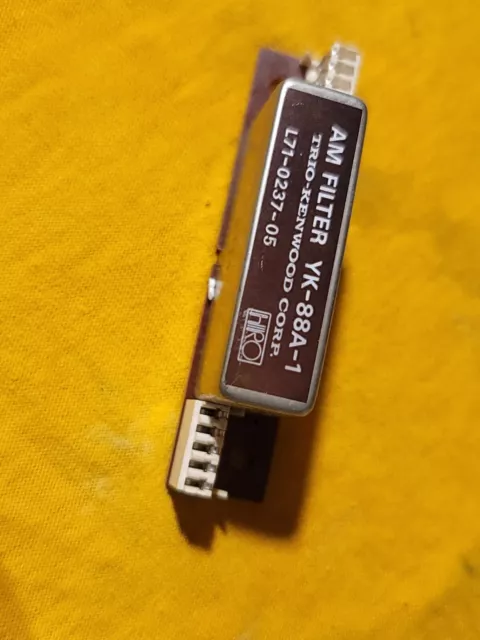 AM FILTER YK-88A-1
TRIO-KENWOOD CORP.
L71-0237-05
HIRO